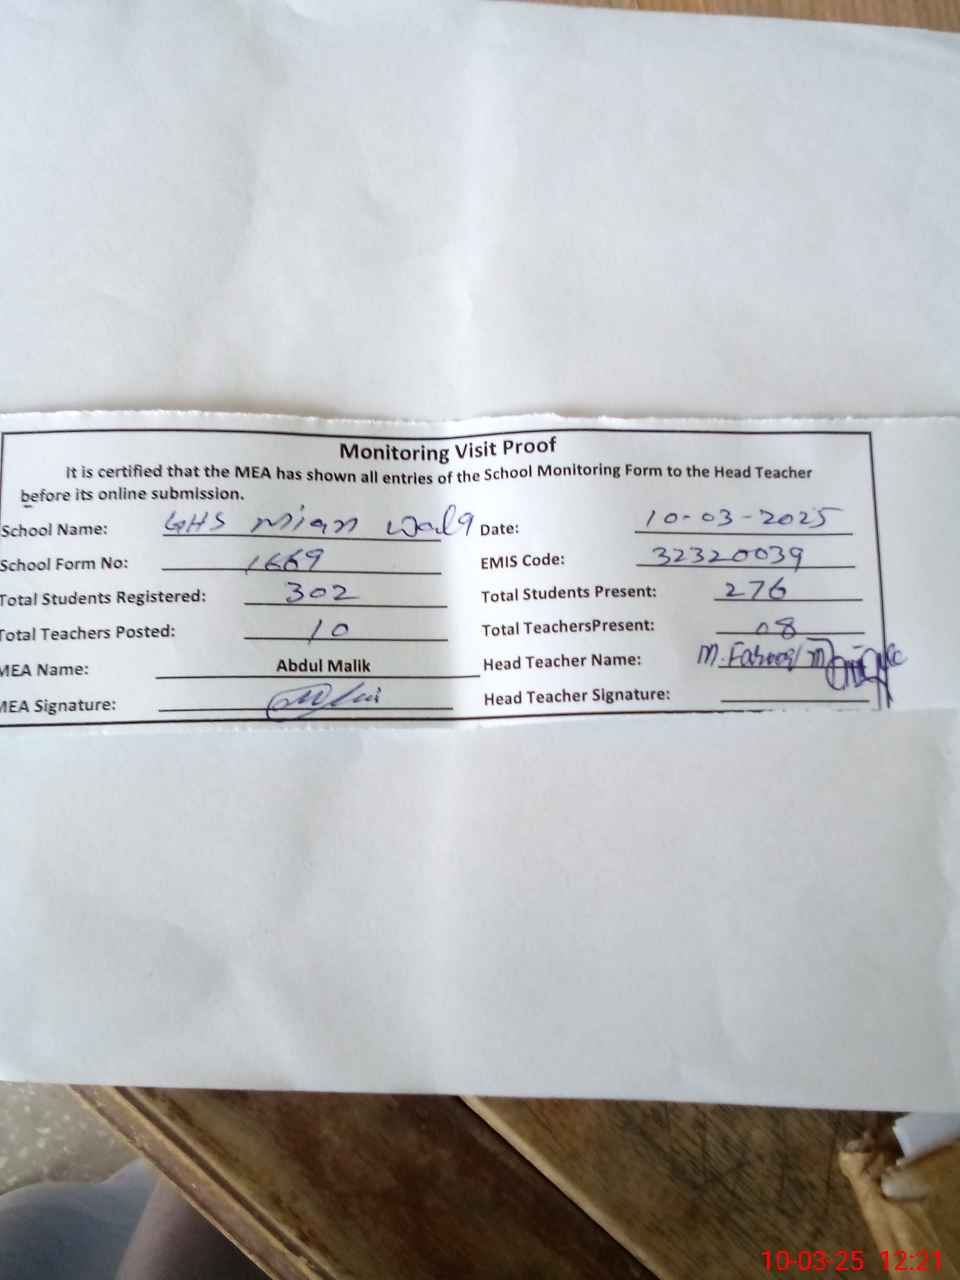 Monitoring Visit Proof
It is certified that the MEA has shown all entries of the School Monitoring Form to the Head Teacher
before its online submission.
School Name: GHS Mian Wala Date: 10-03-2025
School Form No: 1669 EMIS Code: 32320039
Total Students Registered: 302 Total Students Present: 276
Total Teachers Posted: 10 Total TeachersPresent: 08
MEA Name: Abdul Malik Head Teacher Name: M. Farooq
MEA Signature: Head Teacher Signature:
10-03-25 12:21